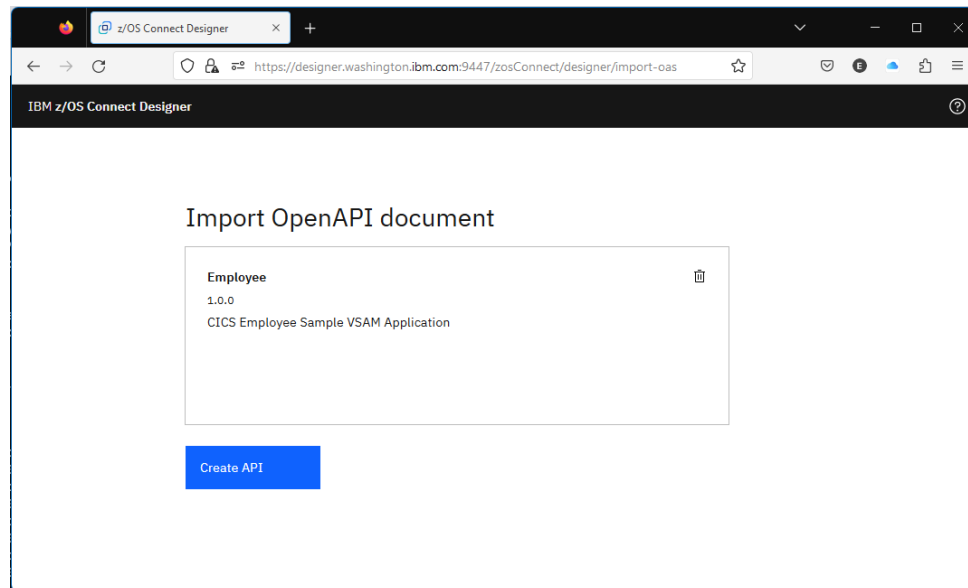 z/OS Connect Designer
https://designer.washington.ibm.com:9447/zosConnect/designer/import-oas
E
IBM z/OS Connect Designer
Import OpenAPI document
Employee
1.0.0
CICS Employee Sample VSAM Application
Create API